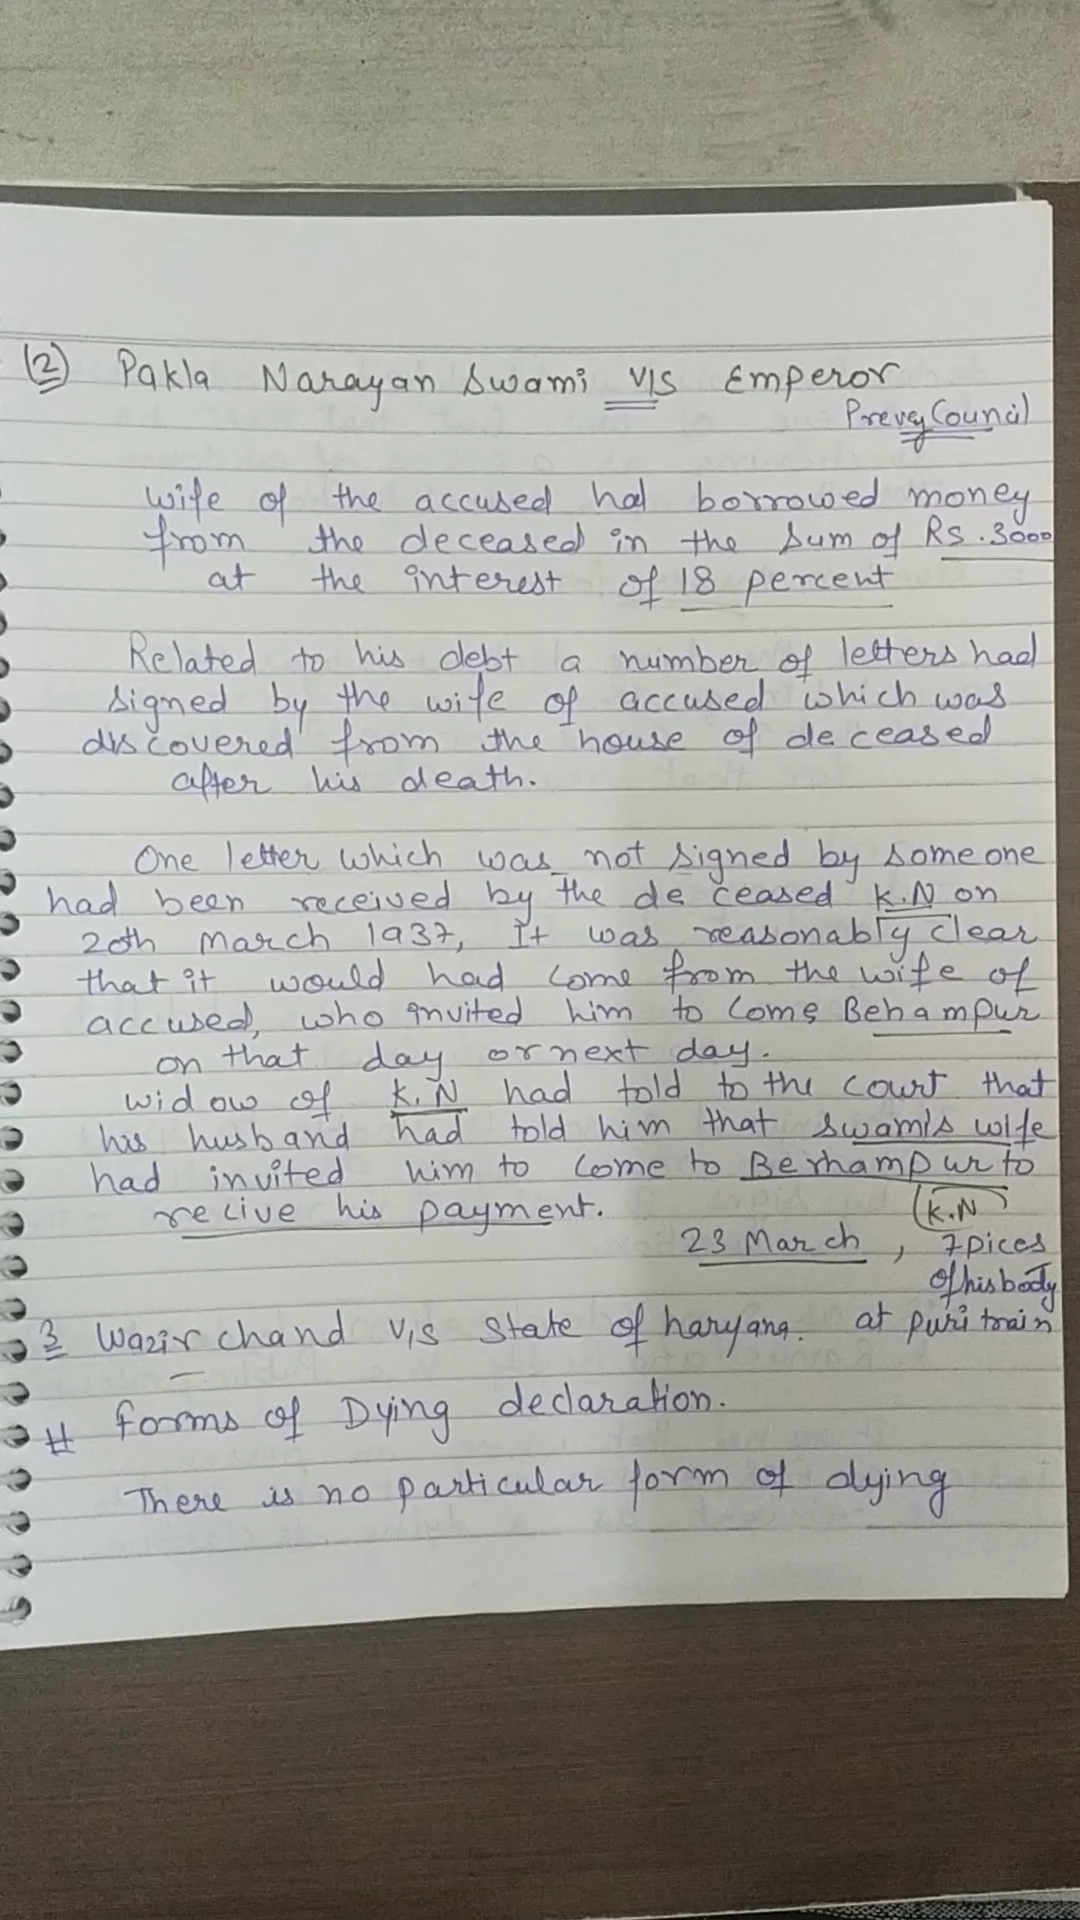 (2) Pakla Narayan Swami V/S Emperor
Prevey Council
wife of the accused had borrowed money
from the deceased in the sum of Rs. 3000
at the interest of 18 percent
Related to his debt a number of letters had
signed by the wife of accused which was
discovered from the house of deceased
after his death.
One letter which was not signed by someone
had been received by the deceased K.N on
20th March 1937, It was reasonably clear
that it would had come from the wife of
accused, who invited him to come Behampur
on that day or next day.
widow of K.N had told to the court that
his husband had told him that swami's wife
had invited him to come to Berhampur to
recive his payment.
(K.N)
23 March, 7 pices
of his body
at puri train
3 Wazir chand V/S State of haryana.
# forms of Dying declaration.
There is no particular form of dying